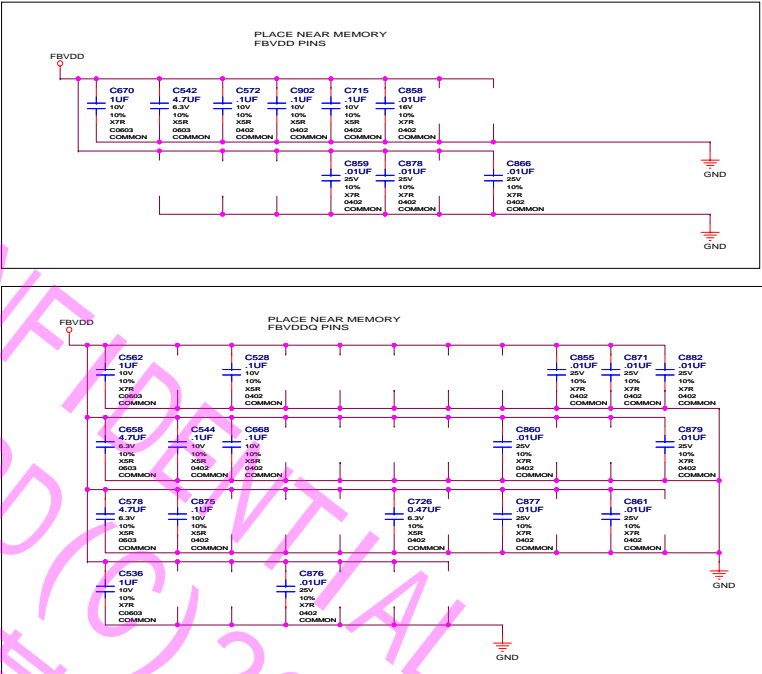 PLACE NEAR MEMORY
FBVDD PINS
FBVDD
C670
1UF
10V
10%
X7R
C0603
COMMON
C542
4.7UF
6.3V
10%
X5R
0603
COMMON
C572
.1UF
10V
10%
X5R
0402
COMMON
C902
.1UF
10V
10%
X5R
0402
COMMON
C715
.1UF
10V
10%
X5R
0402
COMMON
C858
.01UF
16V
10%
X7R
0402
COMMON
GND
C859
.01UF
25V
10%
X7R
0402
COMMON
C878
.01UF
25V
10%
X7R
0402
COMMON
C866
.01UF
25V
10%
X7R
0402
COMMON
GND
PLACE NEAR MEMORY
FBVDDQ PINS
FBVDD
C562
1UF
10V
10%
X7R
C0603
COMMON
C528
.1UF
10V
10%
X5R
0402
COMMON
C855
.01UF
25V
10%
X7R
0402
COMMON
C871
.01UF
25V
10%
X7R
0402
COMMON
C882
.01UF
25V
10%
X7R
0402
COMMON
C658
4.7UF
6.3V
10%
X5R
0603
COMMON
C544
.1UF
10V
10%
X5R
0402
COMMON
C668
.1UF
10V
10%
X5R
0402
COMMON
C860
.01UF
25V
10%
X7R
0402
COMMON
C879
.01UF
25V
10%
X7R
0402
COMMON
C578
4.7UF
6.3V
10%
X5R
0603
COMMON
C875
.1UF
10V
10%
X5R
0402
COMMON
C726
0.47UF
6.3V
10%
X5R
0402
COMMON
C877
.01UF
25V
10%
X7R
0402
COMMON
C861
.01UF
25V
10%
X7R
0402
COMMON
GND
C536
1UF
10V
10%
X7R
C0603
COMMON
C876
.01UF
25V
10%
X7R
0402
COMMON
GND
NFIDENTIAL